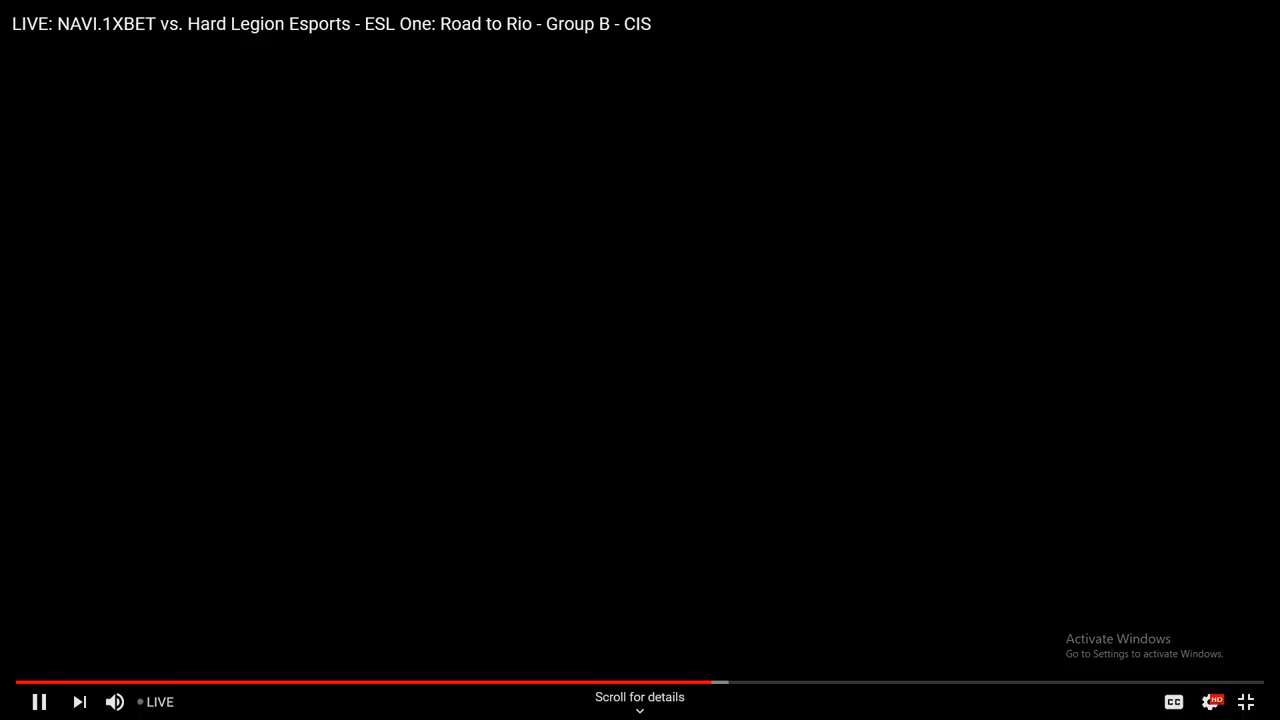 LIVE: NAVI.1XBET vs. Hard Legion Esports - ESL One: Road to Rio - Group B - CIS
Activate Windows
Go to Settings to activate Windows.
LIVE
Scroll for details
CC
HD